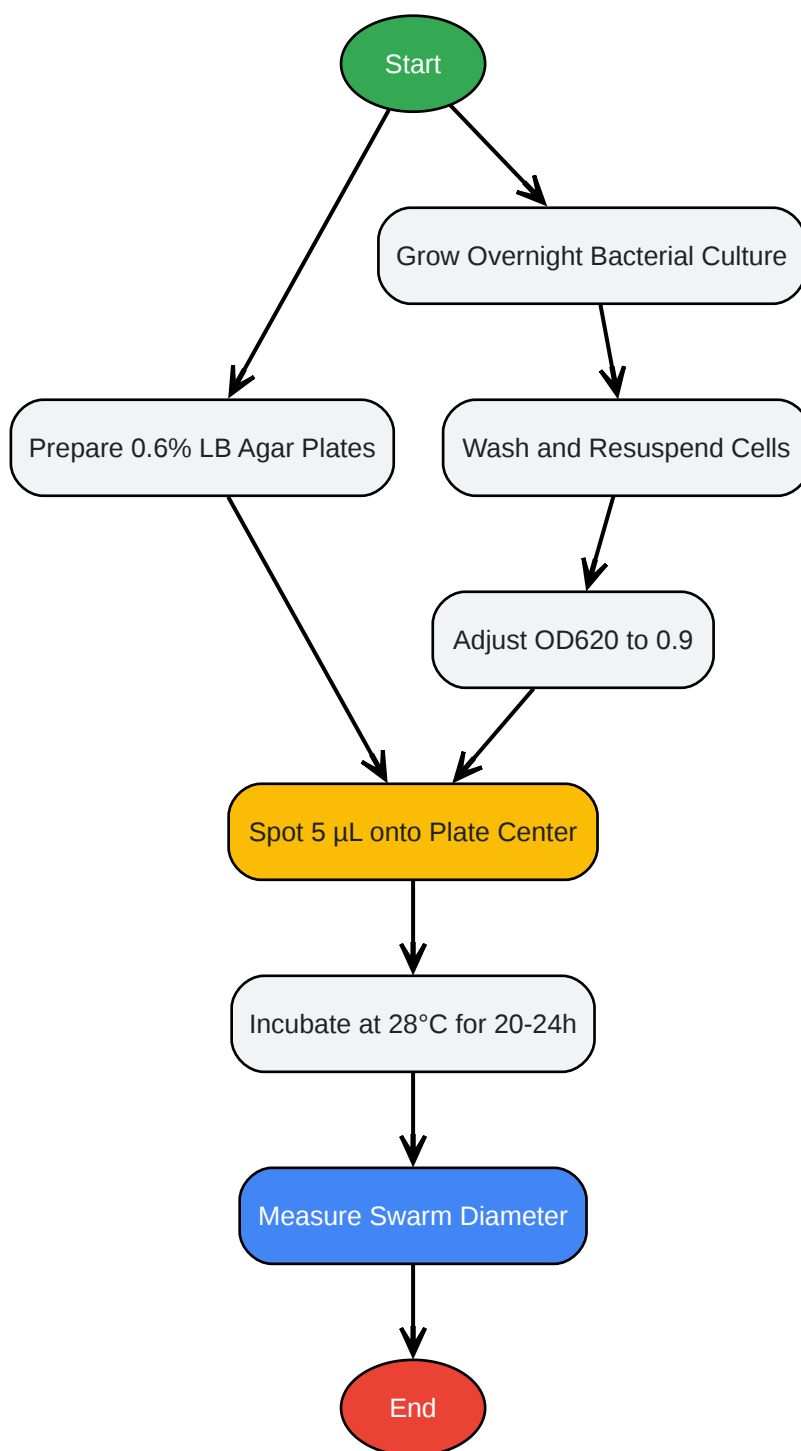 Start
Grow Overnight Bacterial Culture
Prepare 0.6% LB Agar Plates
Wash and Resuspend Cells
Adjust OD620 to 0.9
Spot 5 µL onto Plate Center
Incubate at 28°C for 20-24h
Measure Swarm Diameter
End